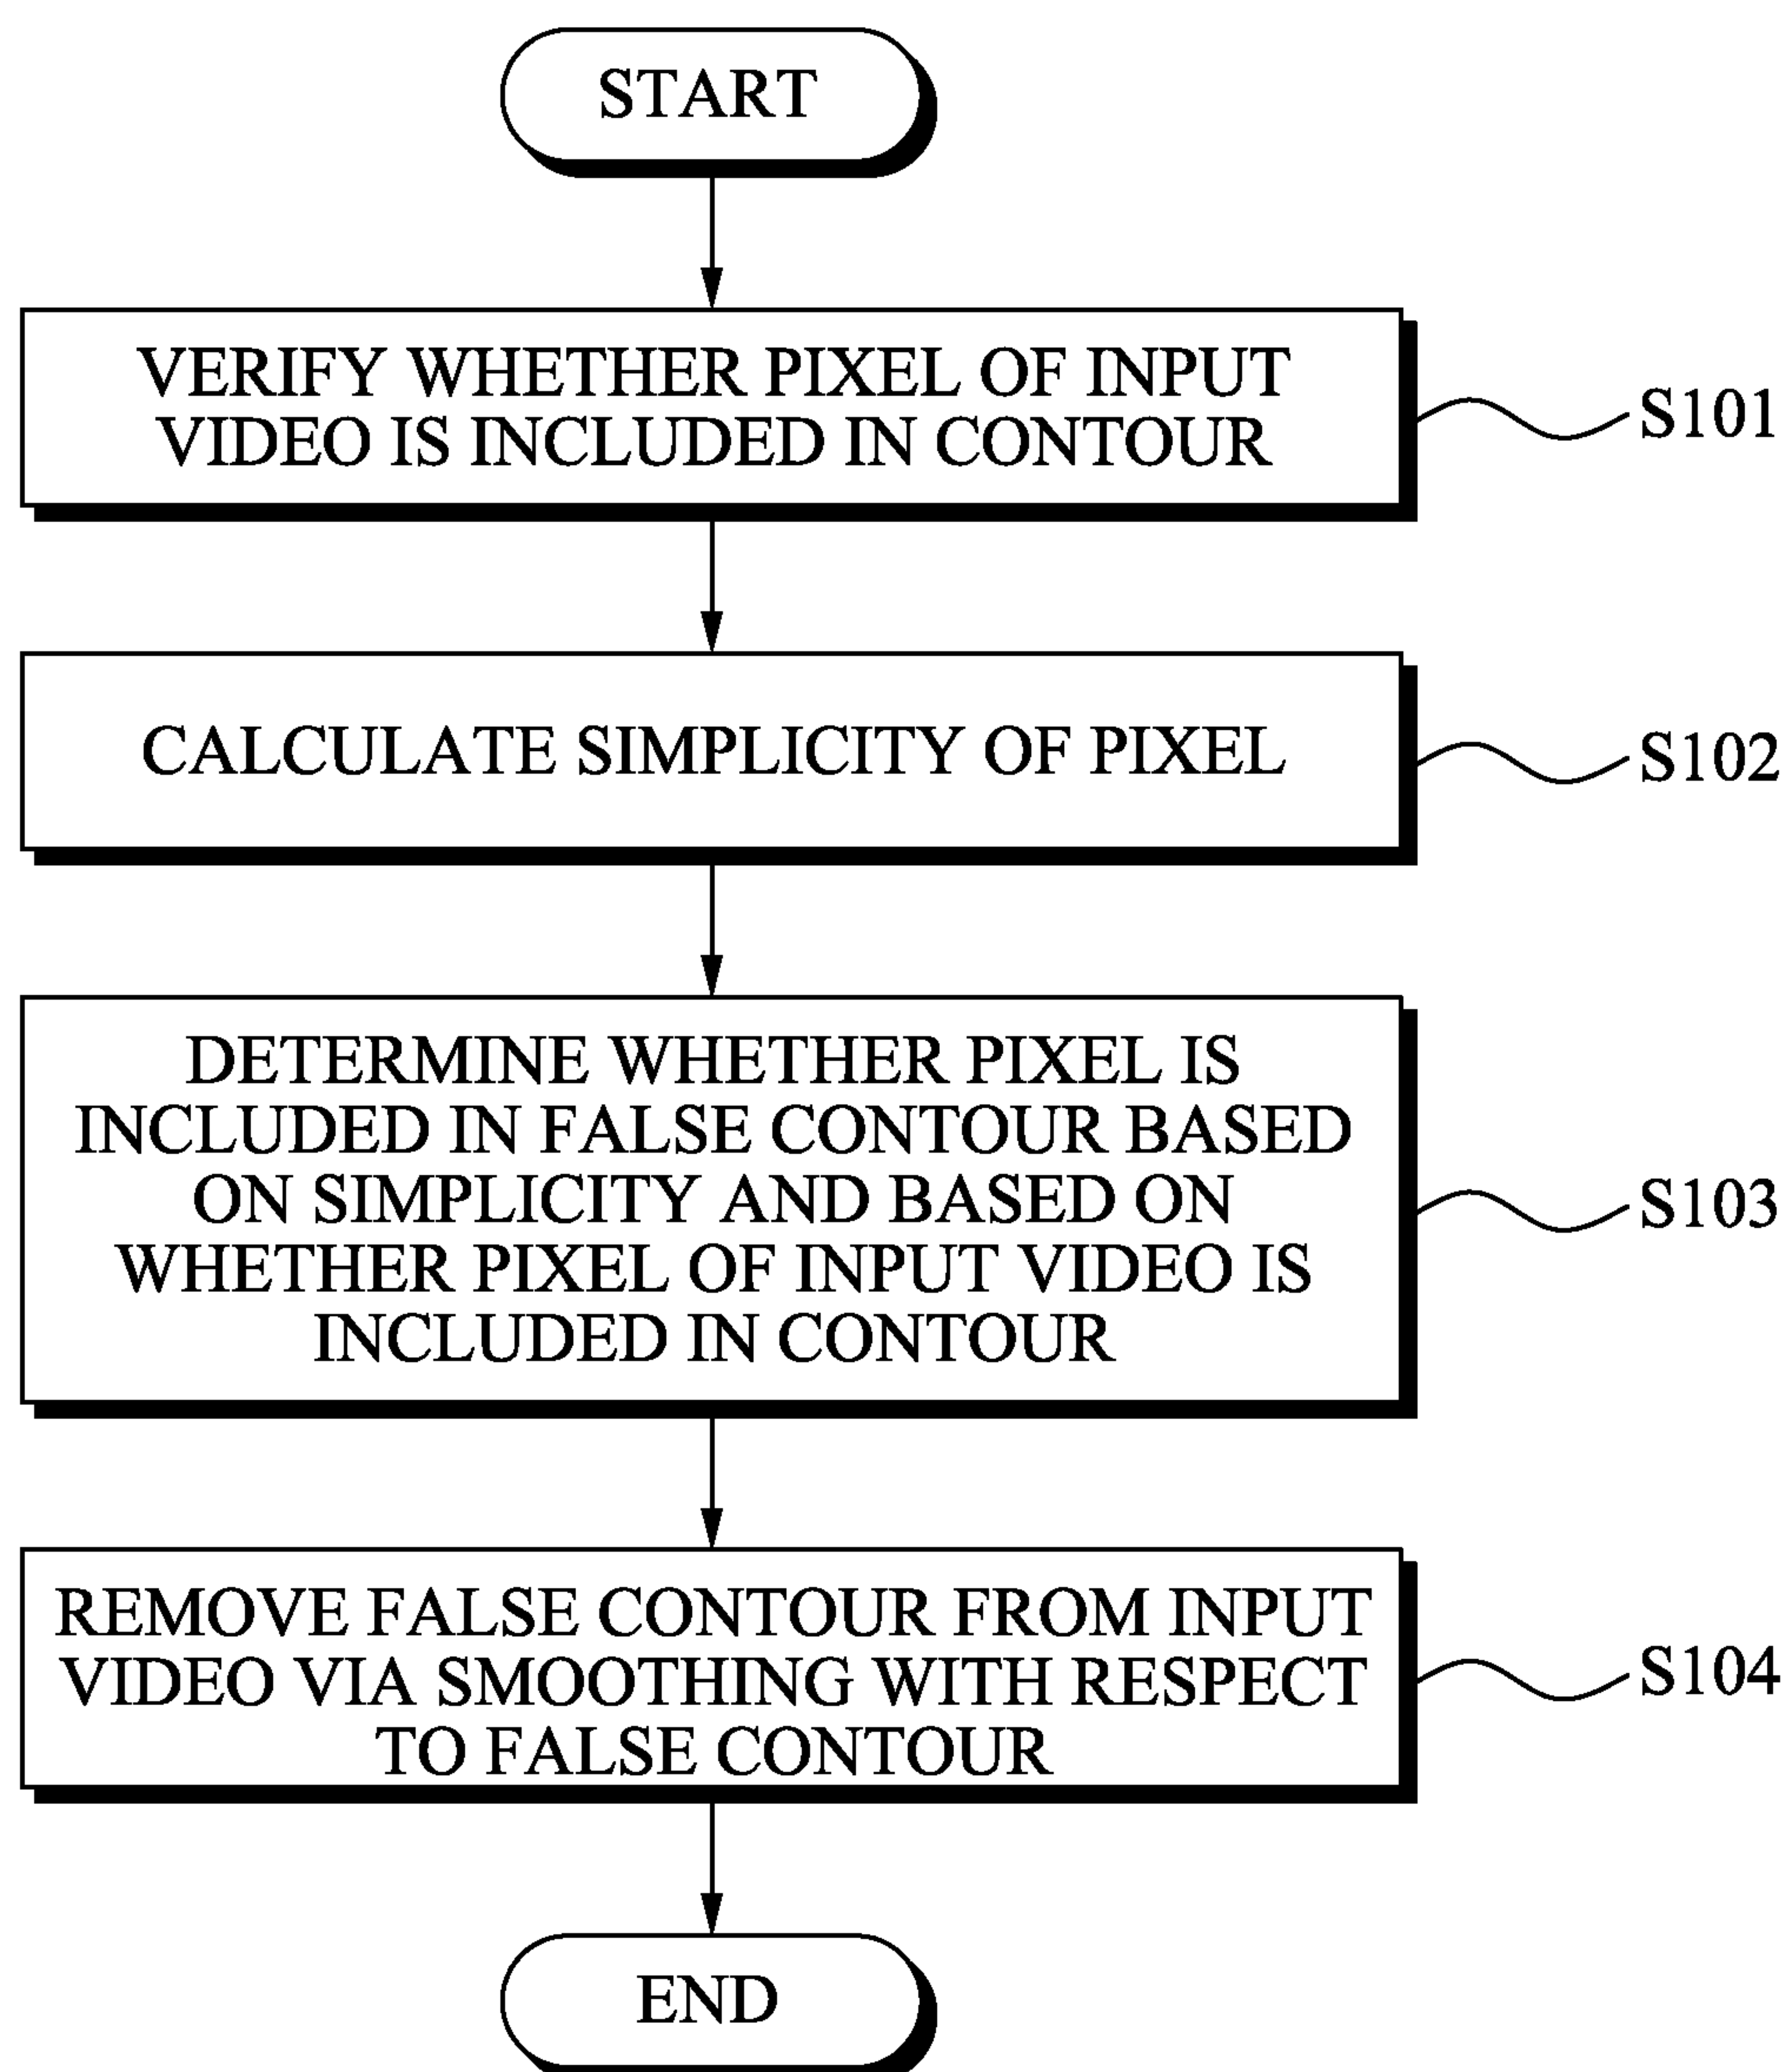 START
VERIFY WHETHER PIXEL OF INPUT
VIDEO IS INCLUDED IN CONTOUR
S101
CALCULATE SIMPLICITY OF PIXEL
S102
DETERMINE WHETHER PIXEL IS
INCLUDED IN FALSE CONTOUR BASED
ON SIMPLICITY AND BASED ON
WHETHER PIXEL OF INPUT VIDEO IS
INCLUDED IN CONTOUR
S103
REMOVE FALSE CONTOUR FROM INPUT
VIDEO VIA SMOOTHING WITH RESPECT
TO FALSE CONTOUR
S104
END